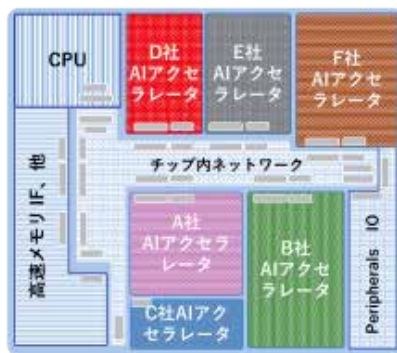 CPU
D社
AIアクセ
ラレータ
E社
AIアクセ
ラレータ
F社
AIアクセ
ラレータ
高速メモリIF、他
チップ内ネットワーク
A社
AIアクセラ
レータ
B社
AIアクセ
ラレータ
C社AIアク
セラレータ
Peripherals IO